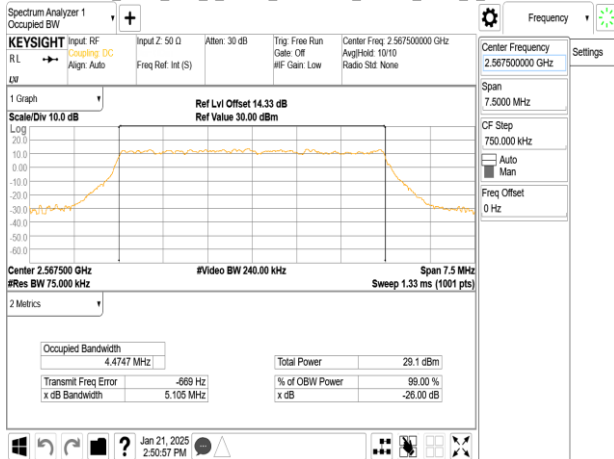 Spectrum Analyzer 1
Occupied BW
Frequency
KEYSIGHT
RL
LXI
Input: RF
Coupling: DC
Align: Auto
Input Z: 50 Ω
Freq Ref: Int (S)
Atten: 30 dB
Trig: Free Run
Gate: Off
#IF Gain: Low
Center Freq: 2.567500000 GHz
Avg|Hold: 10/10
Radio Std: None
Center Frequency
2.567500000 GHz
Settings
Span
7.5000 MHz
CF Step
750.000 kHz
Auto
Man
Freq Offset
0 Hz
1 Graph
Scale/Div 10.0 dB
Ref Lvl Offset 14.33 dB
Ref Value 30.00 dBm
Log
20.0
10.0
0.00
-10.0
-20.0
-30.0
-40.0
-50.0
-60.0
Center 2.567500 GHz
#Res BW 75.000 kHz
#Video BW 240.00 kHz
Span 7.5 MHz
Sweep 1.33 ms (1001 pts)
2 Metrics
Occupied Bandwidth
4.4747 MHz
Total Power 29.1 dBm
Transmit Freq Error -669 Hz
% of OBW Power 99.00 %
x dB Bandwidth 5.105 MHz
x dB -26.00 dB
?
Jan 21, 2025
2:50:57 PM